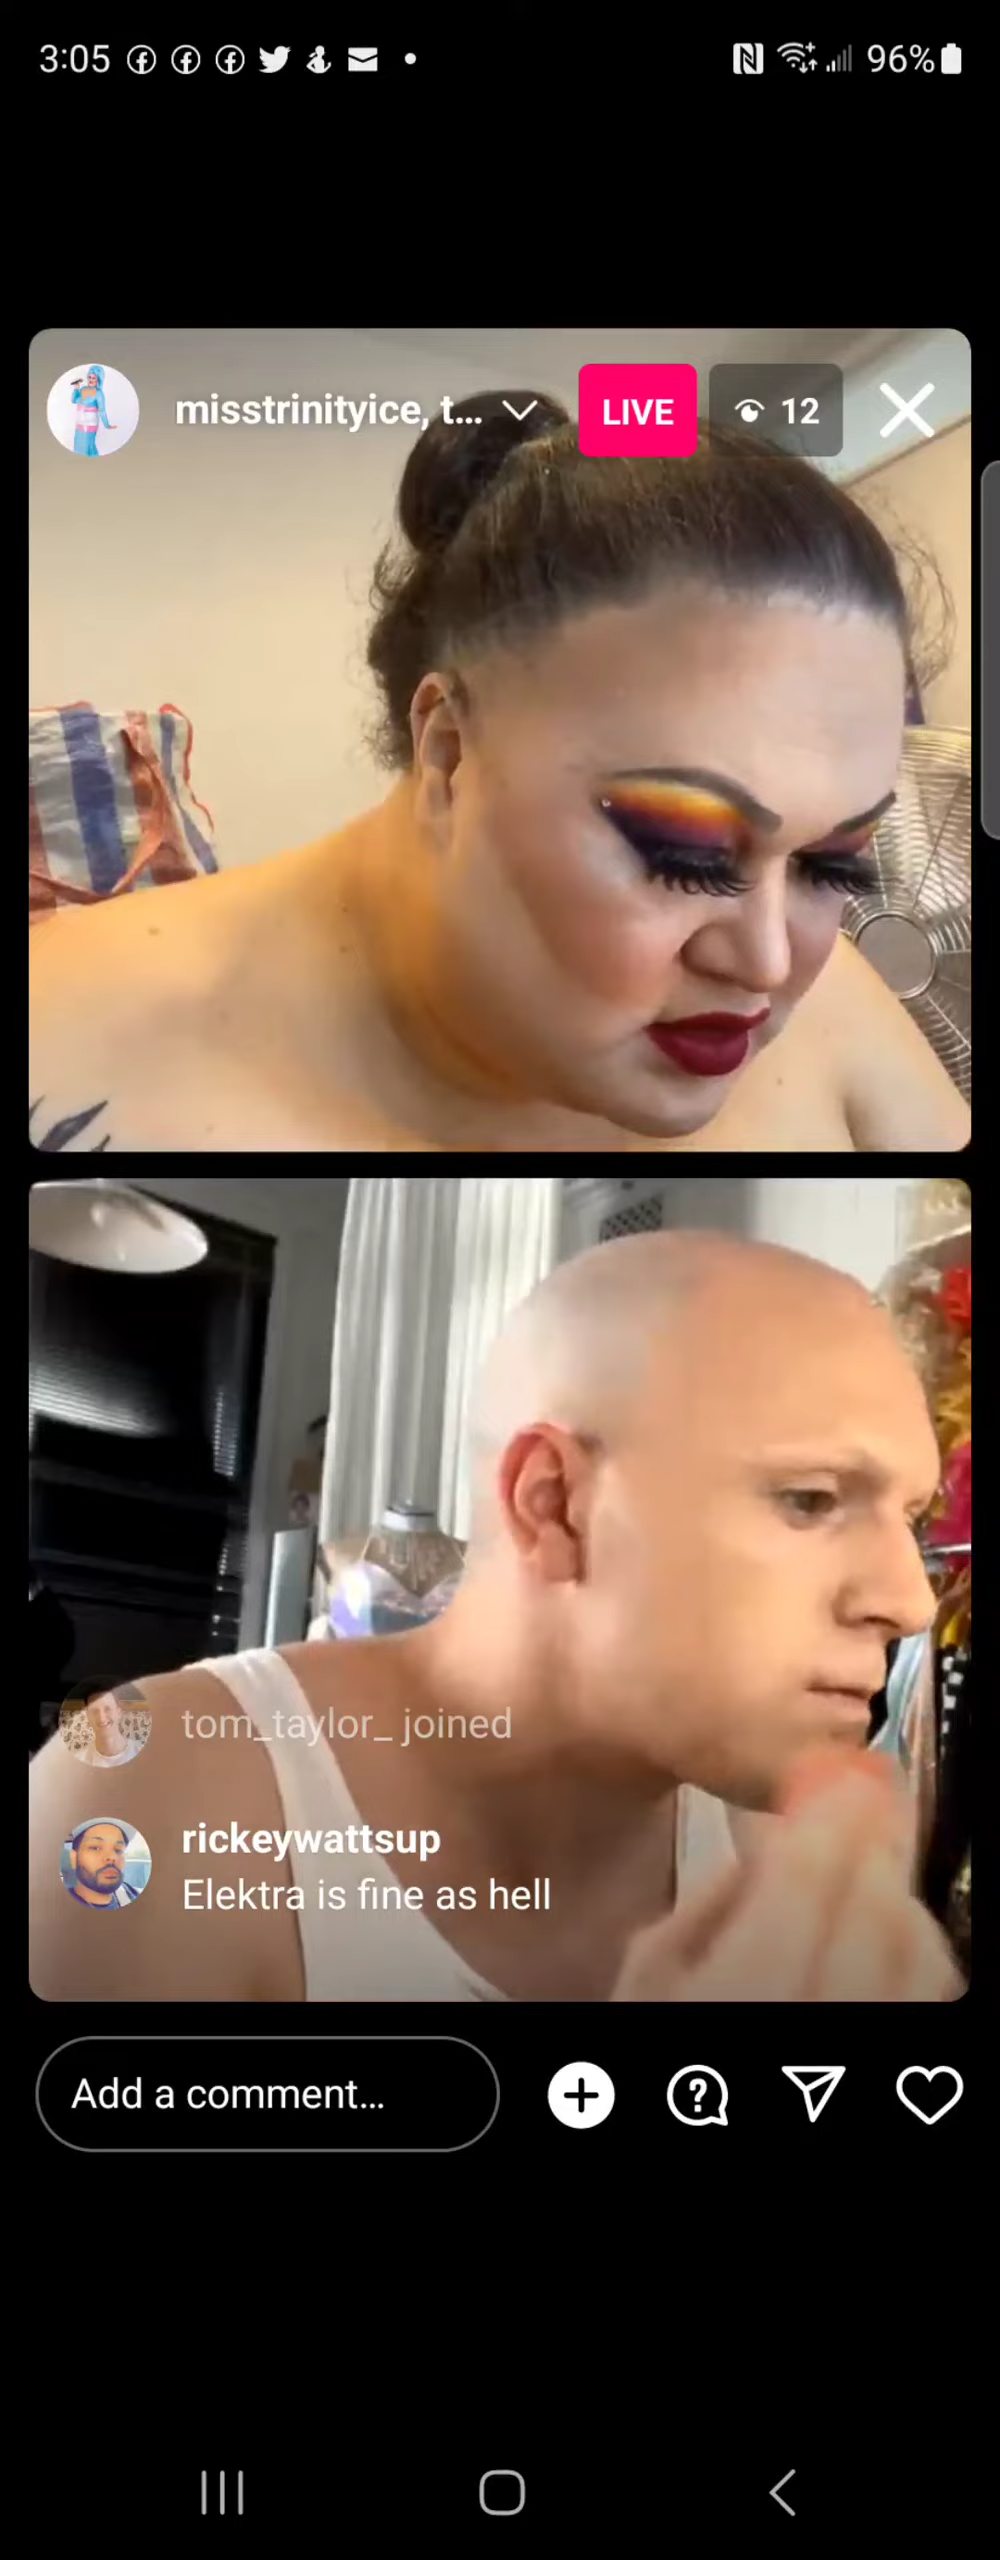 3:05
96%
misstrinityice, t...
LIVE
12
tom_taylor_ joined
rickeywattsup
Elektra is fine as hell
Add a comment...